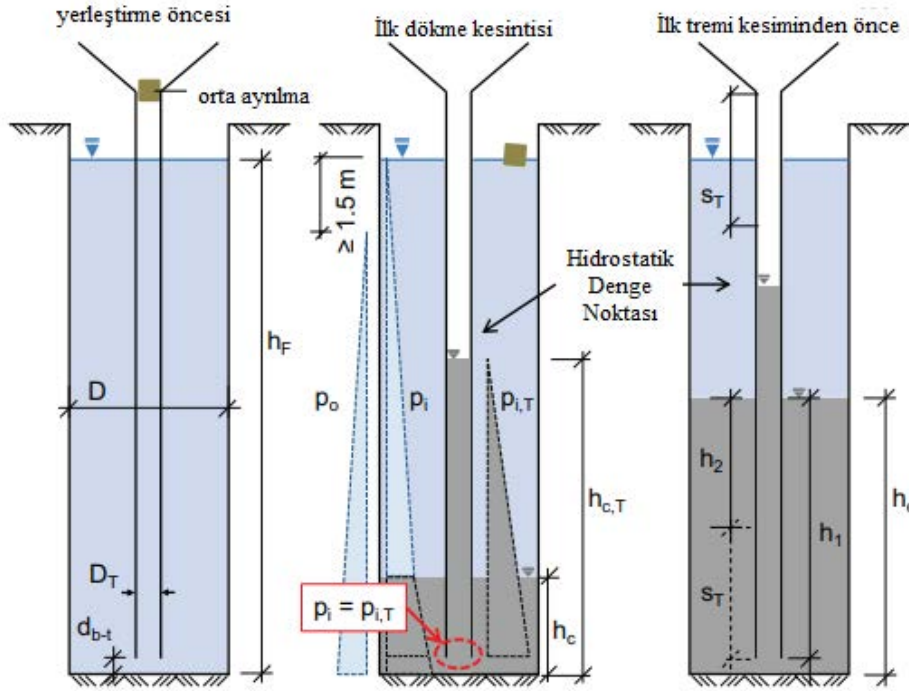 yerleştirme öncesi
İlk dökme kesintisi
İlk tremi kesiminden önce
orta ayrılma
≥ 1.5 m
s_T
Hidrostatik
Denge
Noktası
h_F
D
p_o
p_i
p_i,T
h_c,T
h_2
h_1
D_T
d_b-t
p_i = p_i,T
h_c
s_T